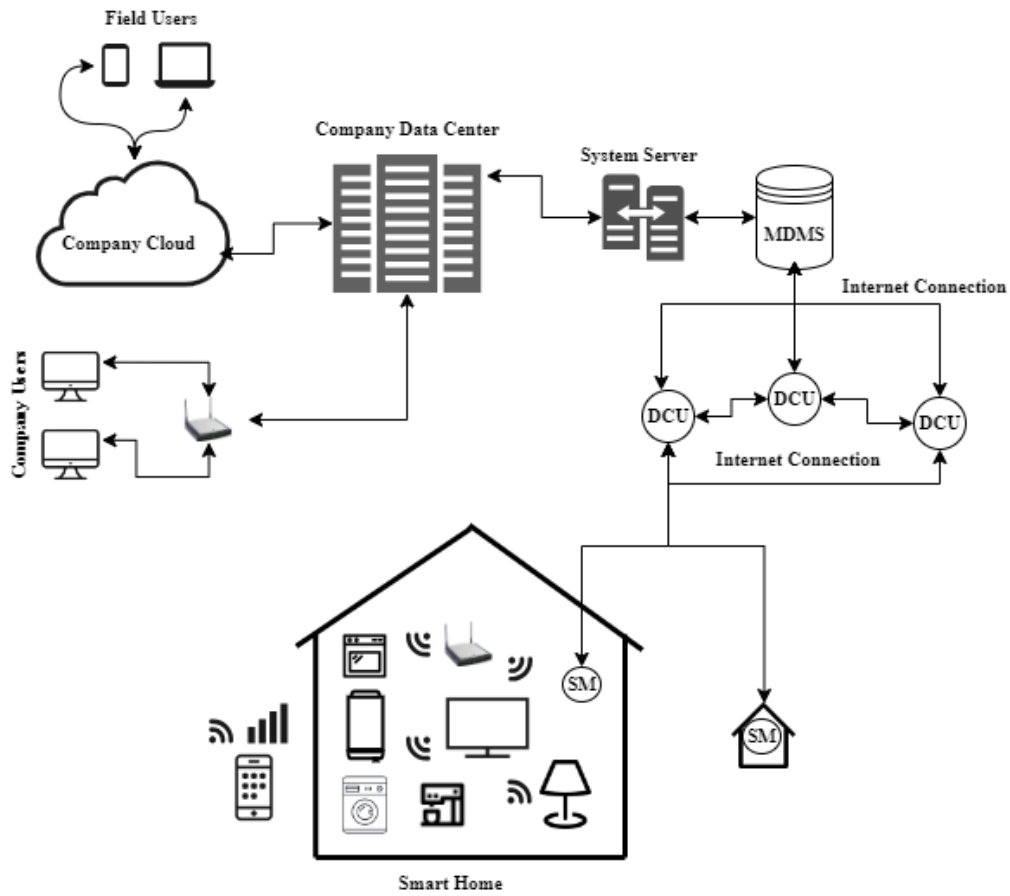 Field Users
Company Data Center
System Server
Company Cloud
MDMS
Internet Connection
Company Users
DCU
DCU
DCU
Internet Connection
SM
SM
Smart Home